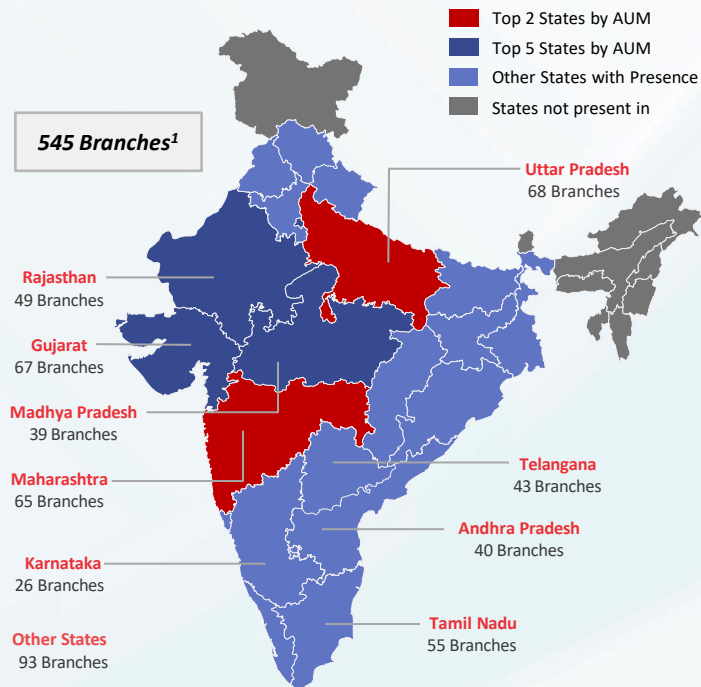 Top 2 States by AUM
Top 5 States by AUM
Other States with Presence
States not present in
545 Branches¹
Uttar Pradesh
68 Branches
Rajasthan
49 Branches
Gujarat
67 Branches
Madhya Pradesh
39 Branches
Maharashtra
65 Branches
Telangana
43 Branches
Andhra Pradesh
40 Branches
Karnataka
26 Branches
Tamil Nadu
55 Branches
Other States
93 Branches